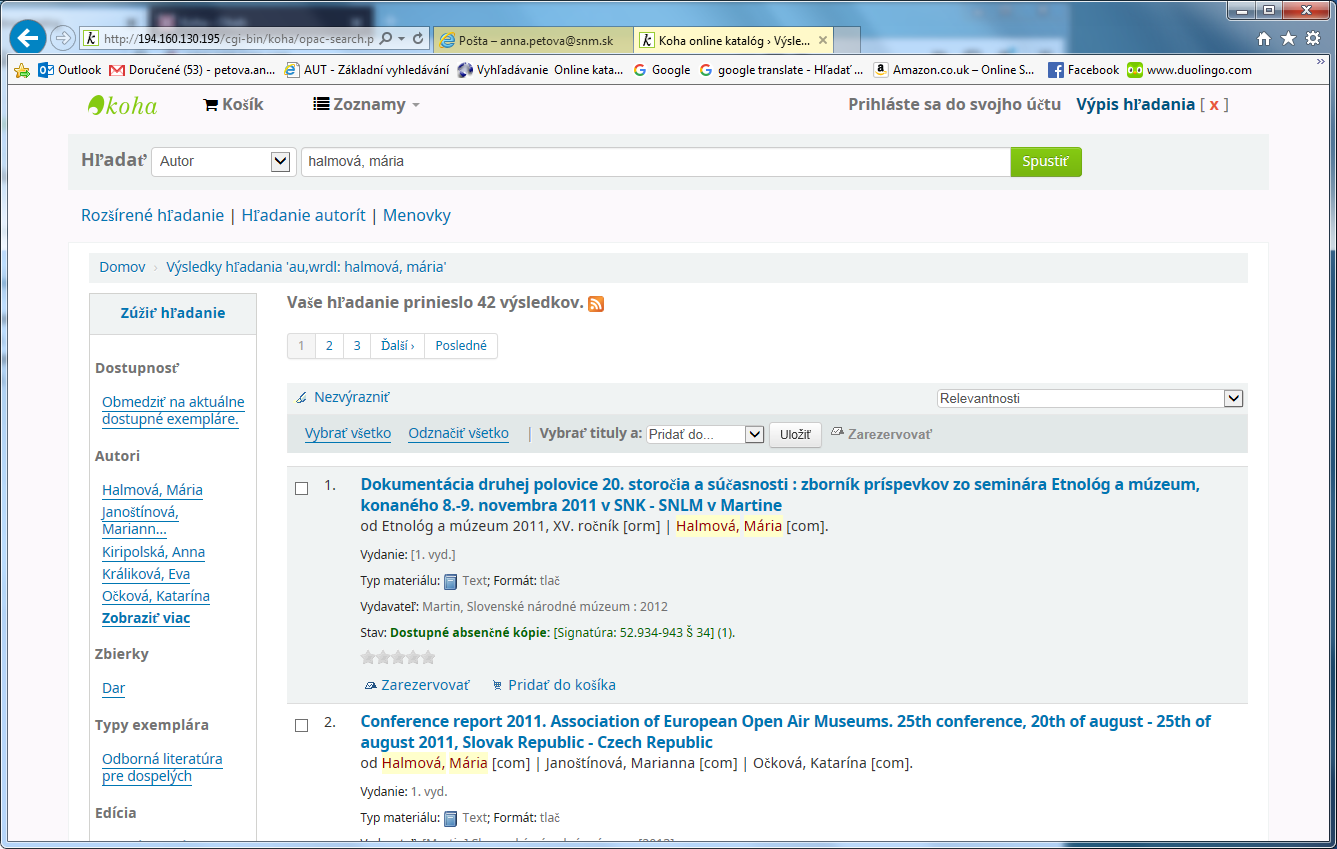 http://194.160.130.195/cgi-bin/koha/opac-search.p
Pošta – anna.petova@snm.sk
Koha online katalóg › Výsle...
Outlook
Doručené (53) - petova.an...
AUT - Základní vyhledávání
Vyhľadávanie Online kata...
Google
google translate - Hľadať ...
Amazon.co.uk – Online S...
Facebook
www.duolingo.com
koha
Košík
Zoznamy
Prihláste sa do svojho účtu
Výpis hľadania [ x ]
Hľadať
Autor
halmová, mária
Spustiť
Rozšírené hľadanie | Hľadanie autorít | Menovky
Domov › Výsledky hľadania 'au,wrdl: halmová, mária'
Zúžiť hľadanie
Dostupnosť
Obmedziť na aktuálne
dostupné exempláre.
Autori
Halmová, Mária
Janoštínová,
Mariann...
Kiripolská, Anna
Králiková, Eva
Očková, Katarína
Zobraziť viac
Zbierky
Dar
Typy exemplára
Odborná literatúra
pre dospelých
Edícia
Vaše hľadanie prinieslo 42 výsledkov.
1 2 3 Ďalší › Posledné
Nezvýrazniť
Relevantnosti
Vybrať všetko Odznačiť všetko | Vybrať tituly a: Pridať do... Uložiť Zarezervovať
1. Dokumentácia druhej polovice 20. storočia a súčasnosti : zborník príspevkov zo seminára Etnológ a múzeum,
konaného 8.-9. novembra 2011 v SNK - SNLM v Martine
od Etnológ a múzeum 2011, XV. ročník [orm] | Halmová, Mária [com].
Vydanie: [1. vyd.]
Typ materiálu: Text; Formát: tlač
Vydavateľ: Martin, Slovenské národné múzeum : 2012
Stav: Dostupné absenčné kópie: [Signatúra: 52.934-943 Š 34] (1).
Zarezervovať Pridať do košíka
2. Conference report 2011. Association of European Open Air Museums. 25th conference, 20th of august - 25th of
august 2011, Slovak Republic - Czech Republic
od Halmová, Mária [com] | Janoštínová, Marianna [com] | Očková, Katarína [com].
Vydanie: 1. vyd.
Typ materiálu: Text; Formát: tlač